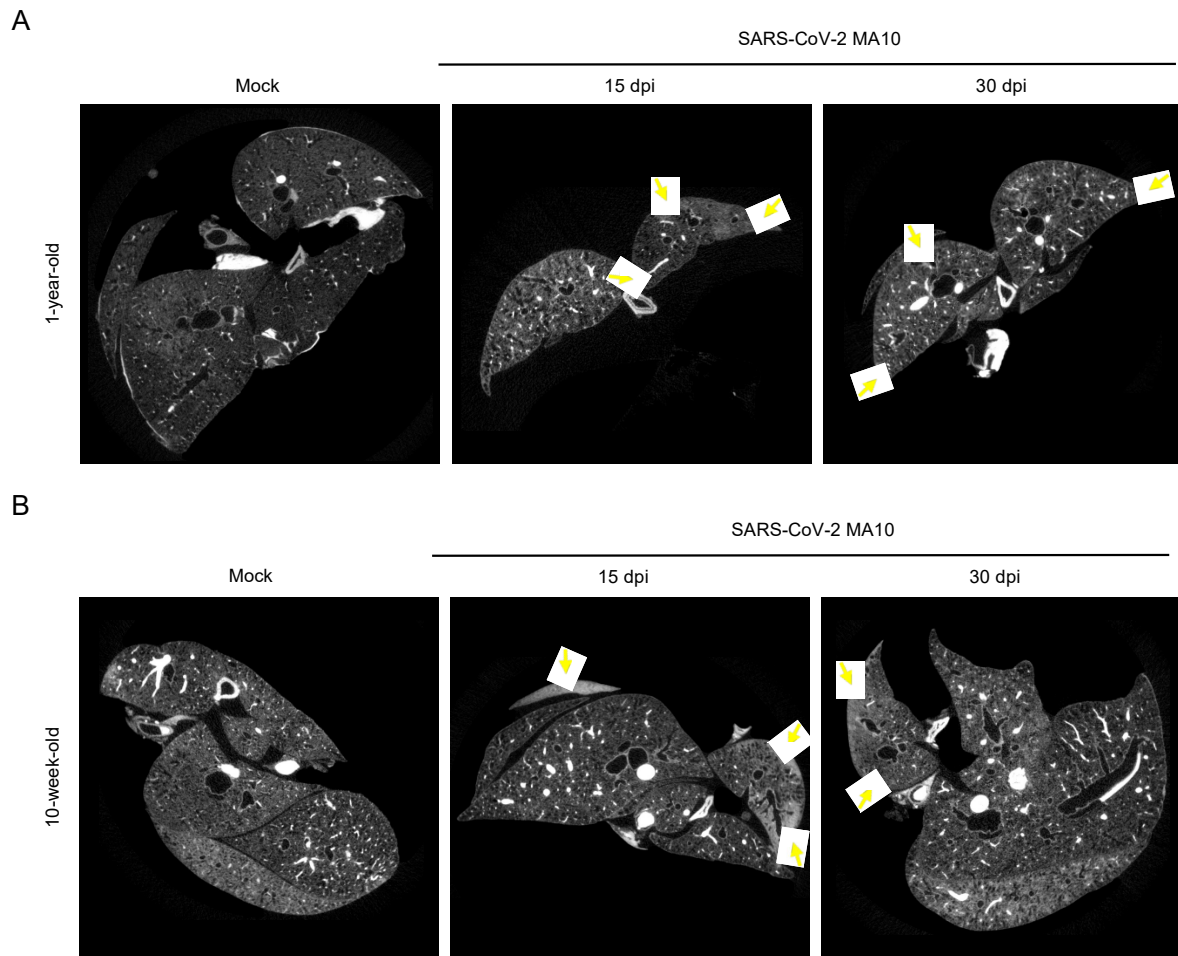 A
SARS-CoV-2 MA10
Mock
15 dpi
30 dpi
1-year-old
B
SARS-CoV-2 MA10
Mock
15 dpi
30 dpi
10-week-old